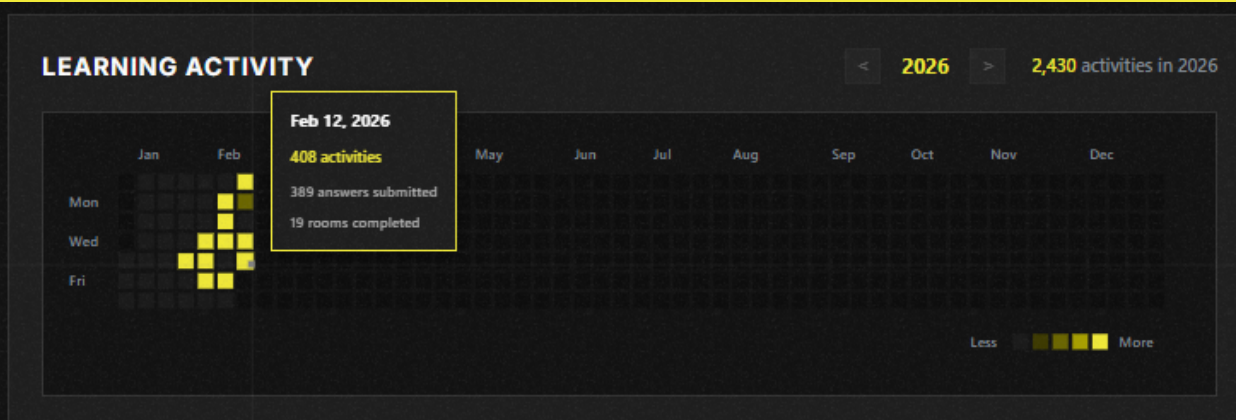 LEARNING ACTIVITY
< 2026 > 2,430 activities in 2026
Feb 12, 2026
408 activities
389 answers submitted
19 rooms completed
Jan Feb May Jun Jul Aug Sep Oct Nov Dec
Mon
Wed
Fri
Less More